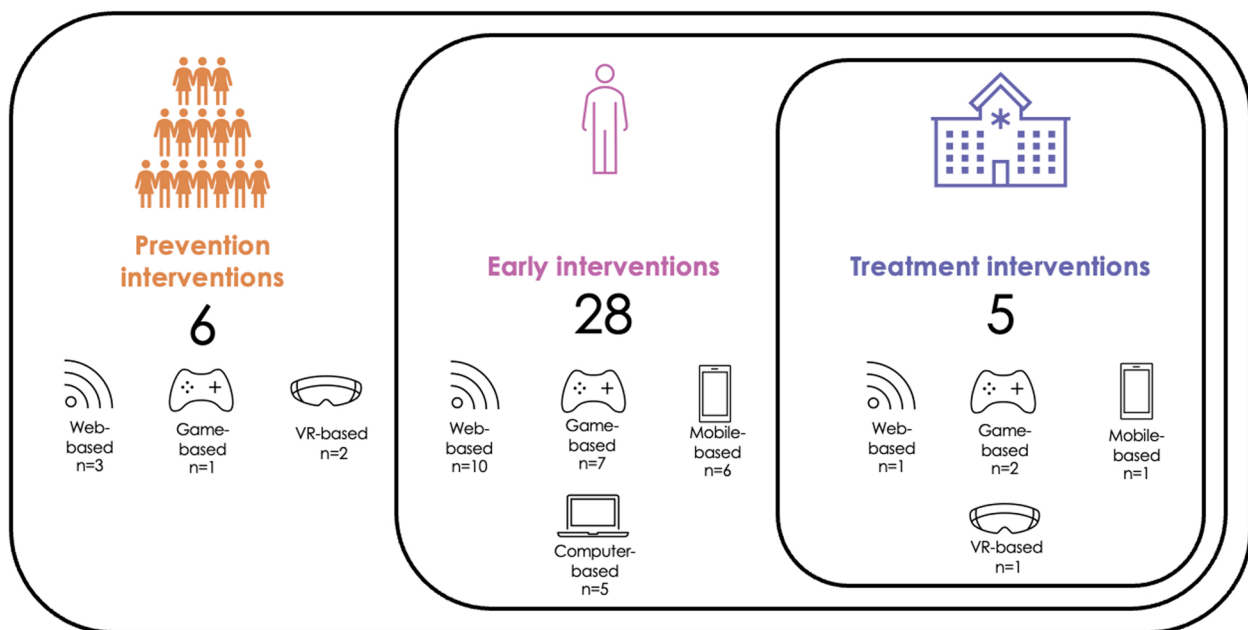 Prevention
interventions
6
Web-
based
n=3
Game-
based
n=1
VR-based
n=2
Early interventions
28
Web-
based
n=10
Game-
based
n=7
Mobile-
based
n=6
Computer-
based
n=5
Treatment interventions
5
Web-
based
n=1
Game-
based
n=2
Mobile-
based
n=1
VR-based
n=1